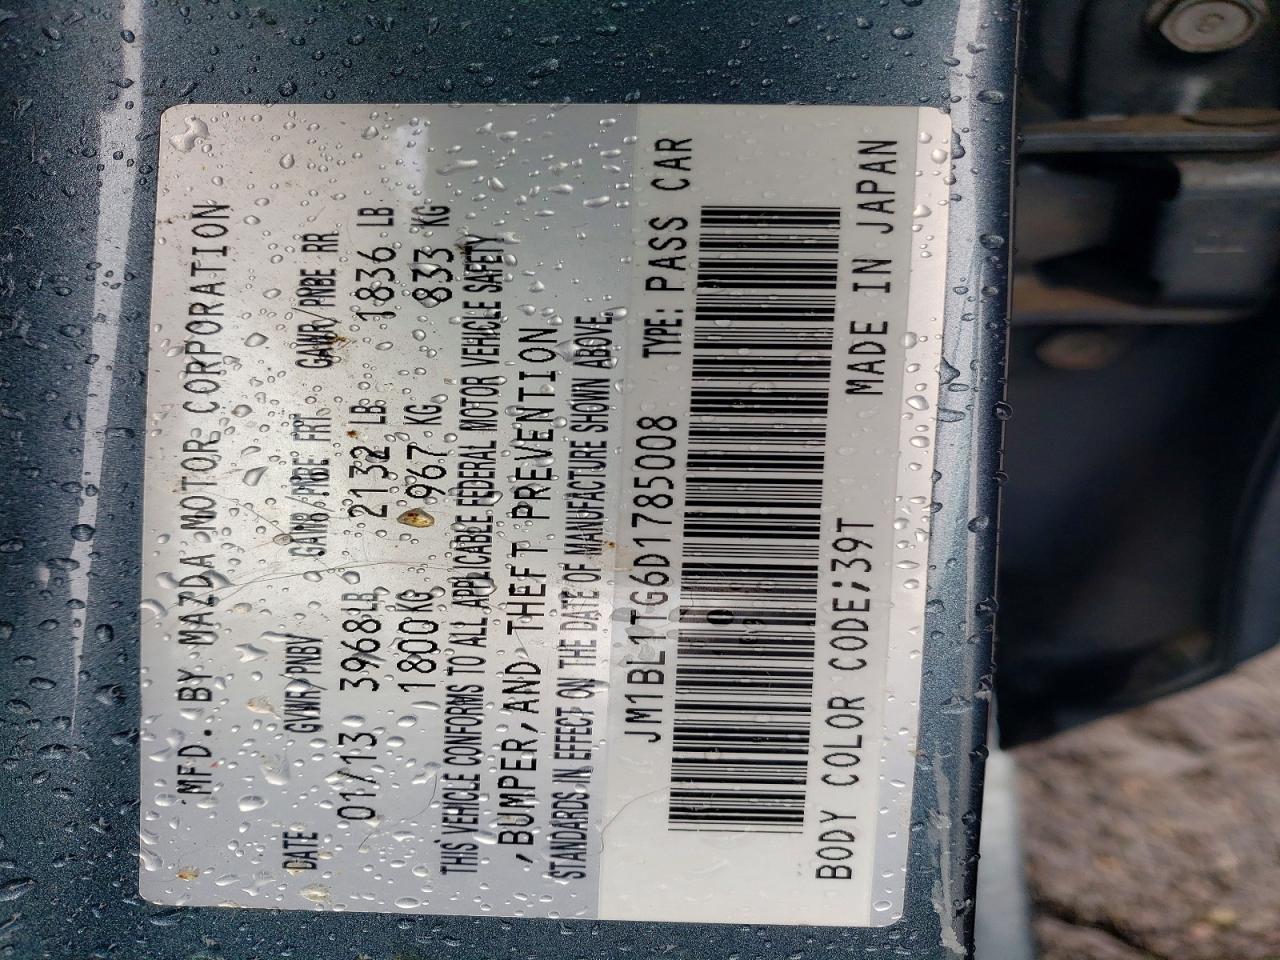 MFD. BY MAZDA MOTOR CORPORATION
DATE GVWR/PNBV GAWR/PNBE FRT GAWR/PNBE RR
01/13 3968LB 2132 LB 1836 LB
1800KG 967 KG 833 KG
THIS VEHICLE CONFORMS TO ALL APPLICABLE FEDERAL MOTOR VEHICLE SAFETY
,BUMPER,AND THEFT PREVENTION
STANDARDS IN EFFECT ON THE DATE OF MANUFACTURE SHOWN ABOVE.
JM1BL1TG6D1785008 TYPE: PASS CAR
BODY COLOR CODE;39T MADE IN JAPAN
8